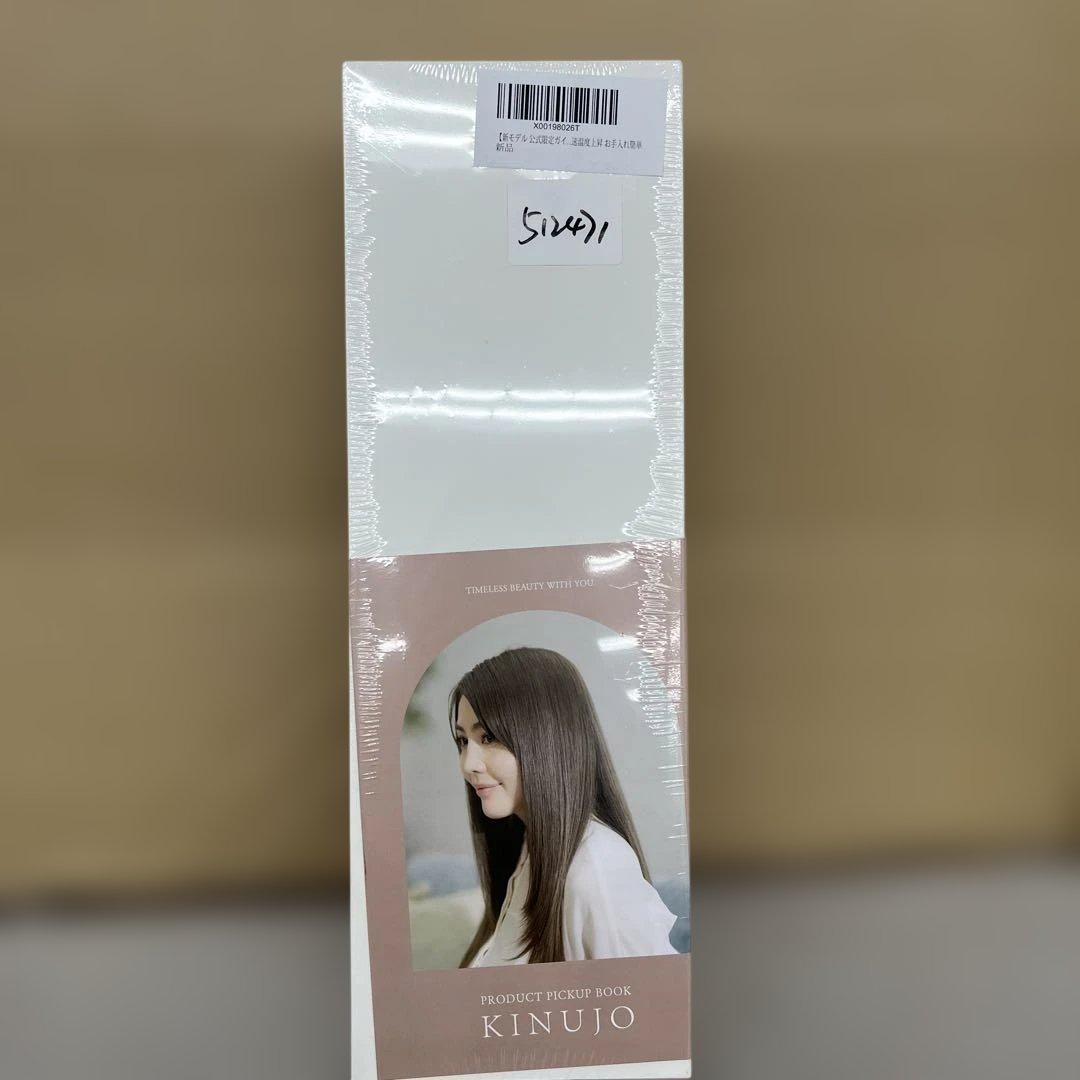 X00198026T
【新モデル 公式限定ガイ...速温度上昇 お手入れ簡単
新品
512471
TIMELESS BEAUTY WITH YOU
PRODUCT PICKUP BOOK
KINUJO